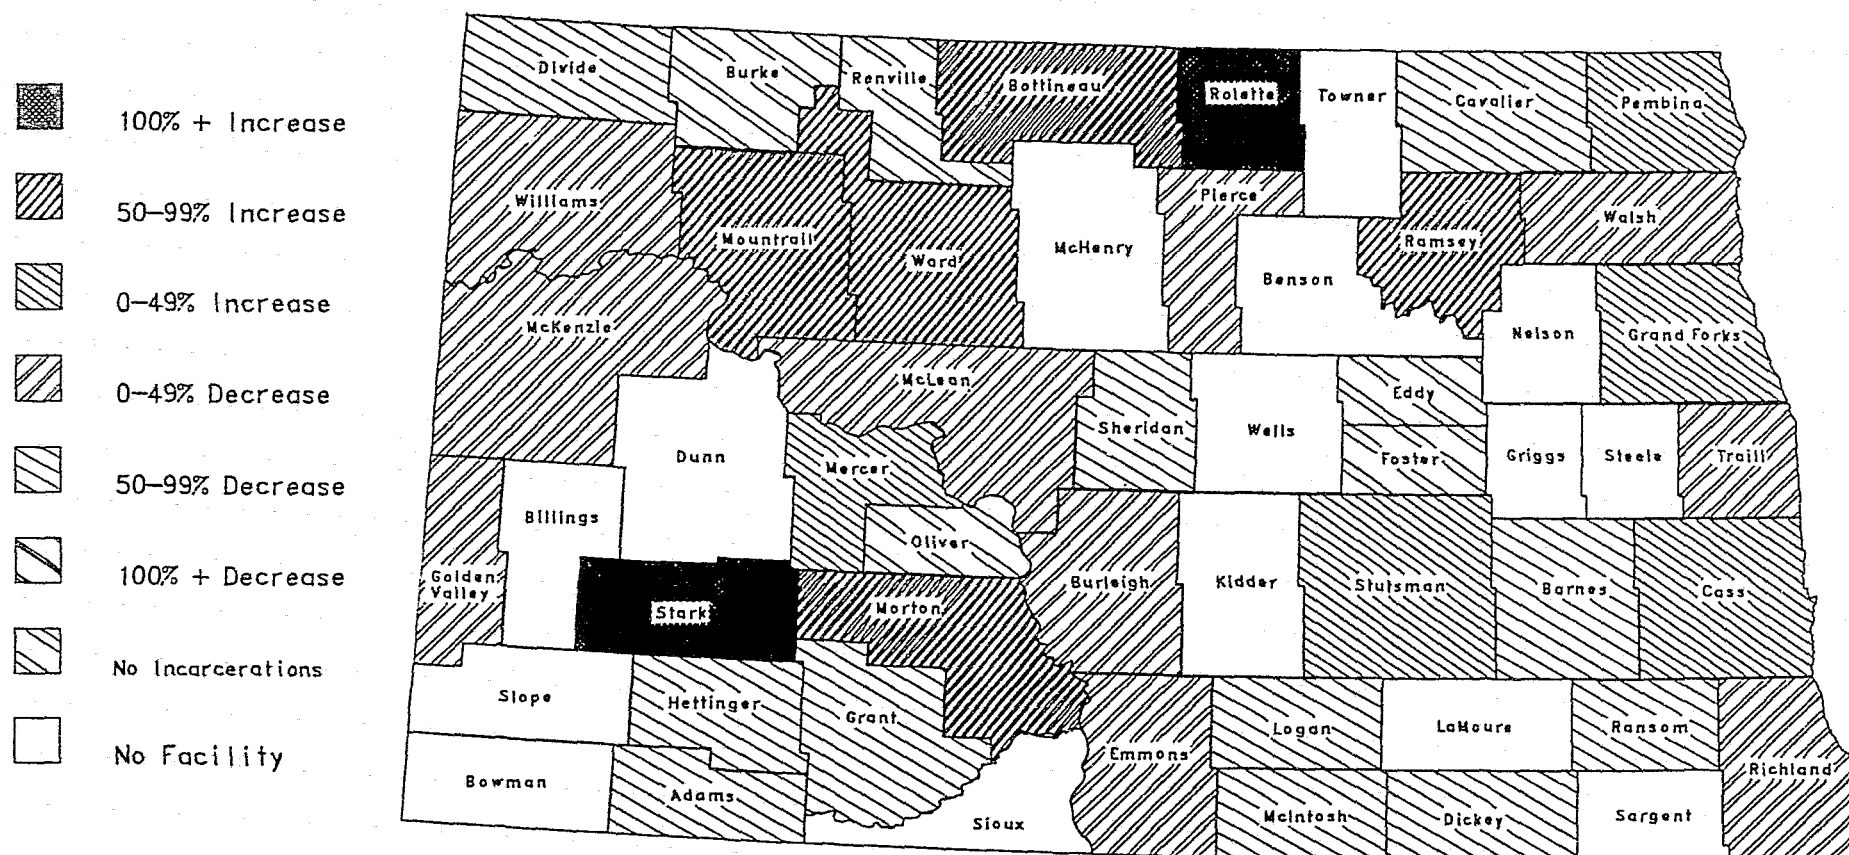 100% + Increase
50-99% Increase
0-49% Increase
0-49% Decrease
50-99% Decrease
100% + Decrease
No Incarcerations
No Facility
Divide
Burke
Renville
Bottineau
Rolette
Towner
Cavalier
Pembina
Williams
Mountrail
Ward
McHenry
Pierce
Benson
Ramsey
Walsh
McKenzie
Nelson
Grand Forks
McLean
Sheridan
Wells
Eddy
Foster
Griggs
Steele
Traill
Dunn
Mercer
Billings
Oliver
Golden
Valley
Stark
Morton
Burleigh
Kidder
Stutsman
Barnes
Cass
Slope
Hettinger
Grant
Emmons
Logan
LaMoure
Ransom
Richland
Bowman
Adams
Sioux
McIntosh
Dickey
Sargent